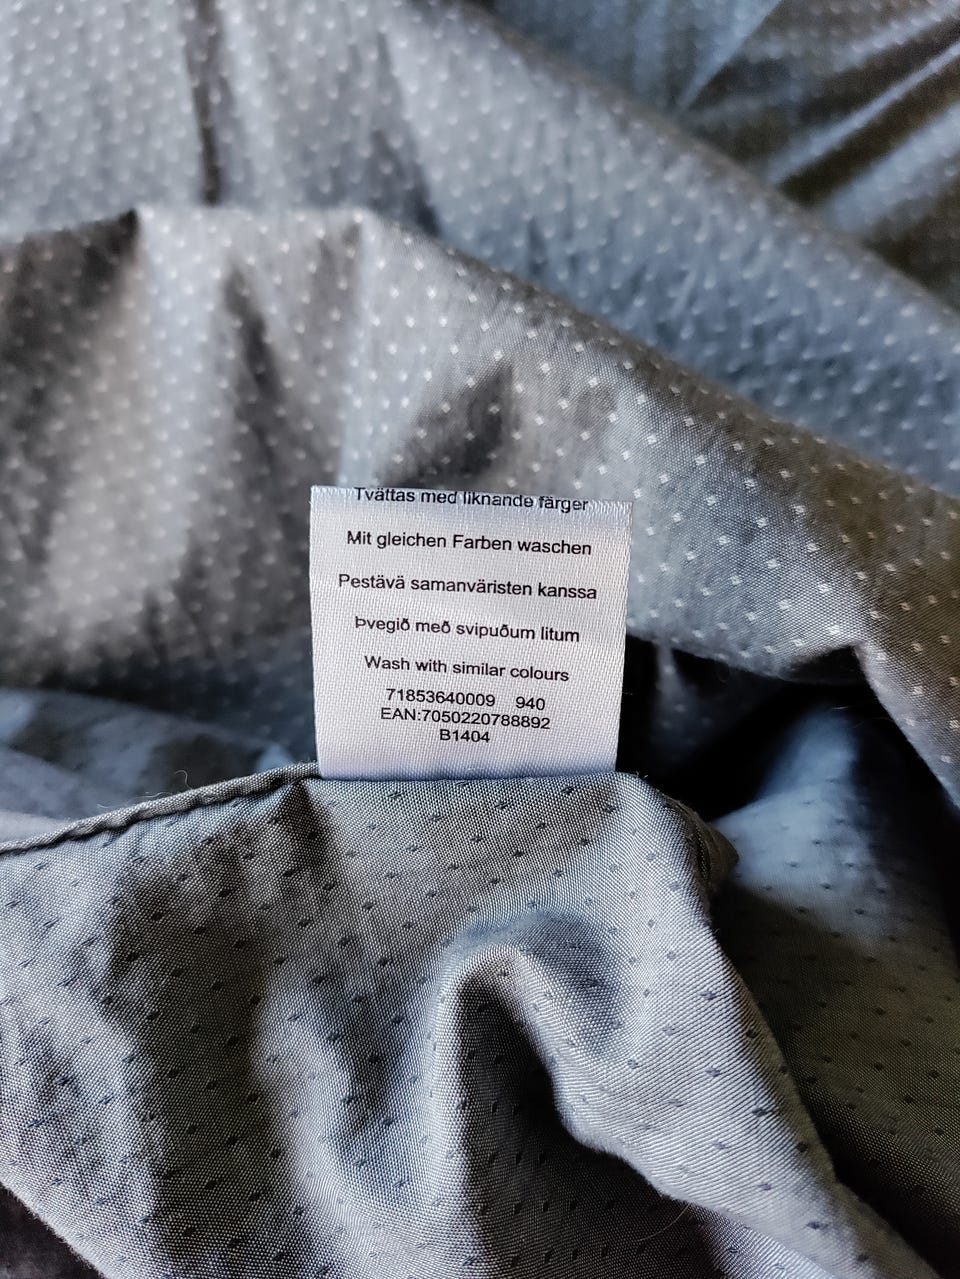 Tvättas med liknande färger
Mit gleichen Farben waschen
Pestävä samanväristen kanssa
Þvegið með svipuðum litum
Wash with similar colours
71853640009 940
EAN:7050220788892
B1404